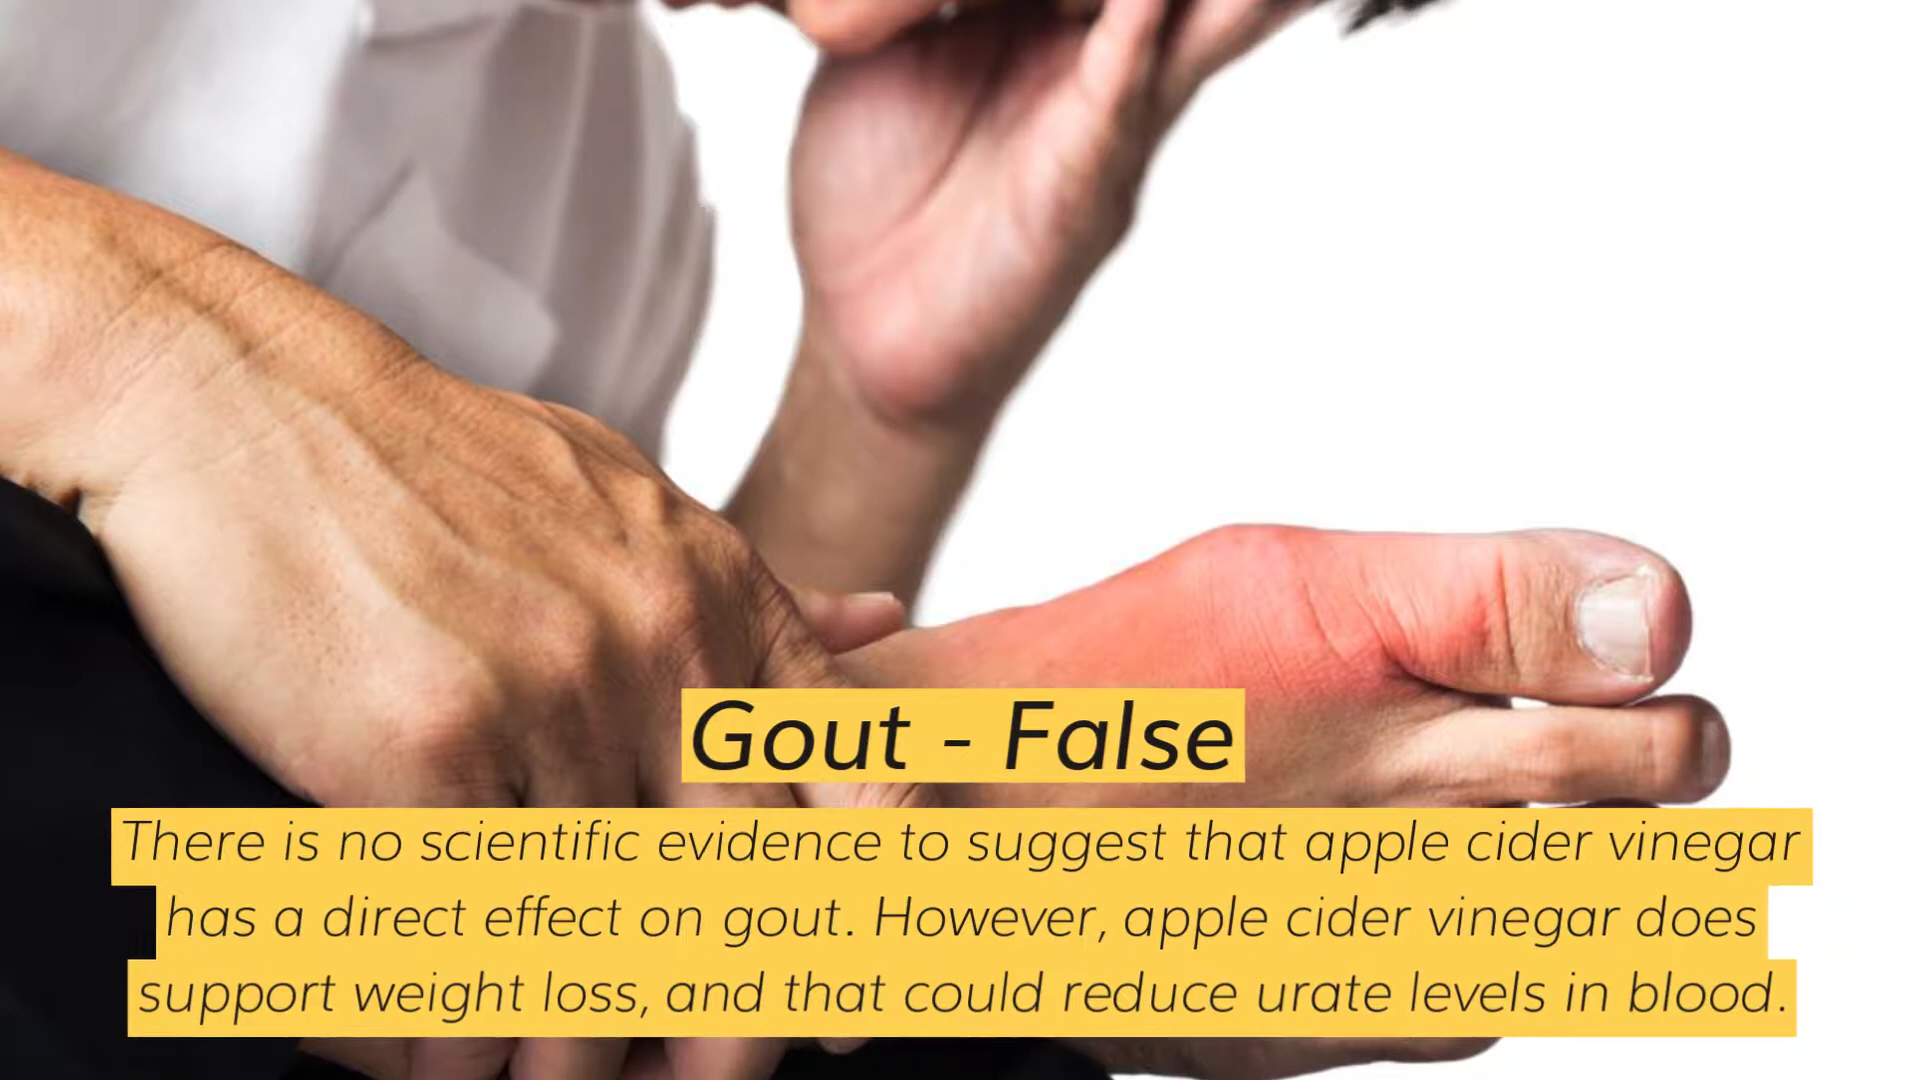 Gout - False
There is no scientific evidence to suggest that apple cider vinegar
has a direct effect on gout. However, apple cider vinegar does
support weight loss, and that could reduce urate levels in blood.